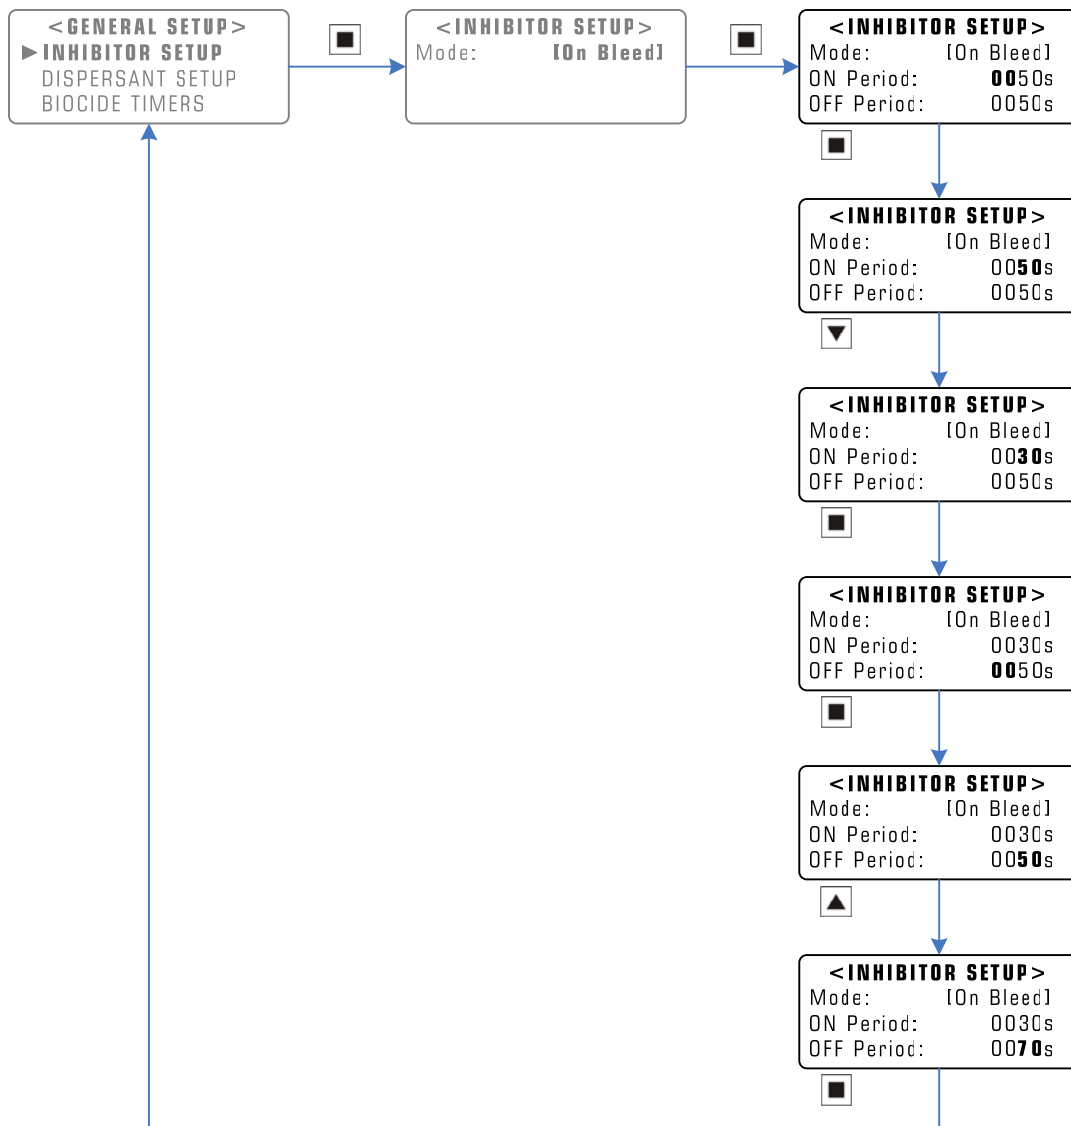 <GENERAL SETUP>
▶INHIBITOR SETUP
DISPERSANT SETUP
BIOCIDE TIMERS
<INHIBITOR SETUP>
Mode: [On Bleed]
<INHIBITOR SETUP>
Mode: [On Bleed]
ON Period: 0050s
OFF Period: 0050s
<INHIBITOR SETUP>
Mode: [On Bleed]
ON Period: 0050s
OFF Period: 0050s
<INHIBITOR SETUP>
Mode: [On Bleed]
ON Period: 0030s
OFF Period: 0050s
<INHIBITOR SETUP>
Mode: [On Bleed]
ON Period: 0030s
OFF Period: 0050s
<INHIBITOR SETUP>
Mode: [On Bleed]
ON Period: 0030s
OFF Period: 0050s
<INHIBITOR SETUP>
Mode: [On Bleed]
ON Period: 0030s
OFF Period: 0070s